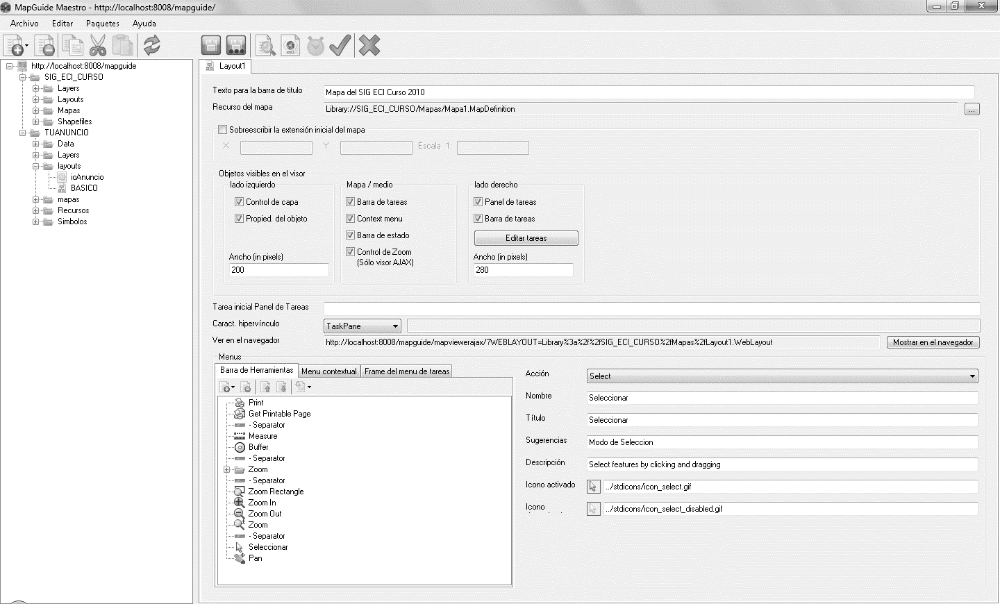 MapGuide Maestro - http://localhost:8008/mapguide/
Archivo Editar Paquetes Ayuda
http://localhost:8008/mapguide
SIG_ECI_CURSO
Layers
Layouts
Mapas
Shapefiles
TUANUNCIO
Data
Layers
layouts
ioAnuncio
BASICO
mapas
Recursos
Simbolos
Layout1
Texto para la barra de titulo Mapa del SIG ECI Curso 2010
Recurso del mapa Library://SIG_ECI_CURSO/Mapas/Mapa1.MapDefinition ...
Sobreescribir la extensión inicial del mapa
X Y Escala 1:
Objetos visibles en el visor
lado izquierdo
Control de capa
Propied. del objeto
Ancho (in pixels)
200
Mapa / medio
Barra de tareas
Context menu
Barra de estado
Control de Zoom
(Sólo visor AJAX)
lado derecho
Panel de tareas
Barra de tareas
Editar tareas
Ancho (in pixels)
280
Tarea inicial Panel de Tareas
Caract. hipervínculo TaskPane
Ver en el navegador http://localhost:8008/mapguide/mapviewerajax/?WEBLAYOUT=Library%3a%2f%2fSIG_ECI_CURSO%2fMapas%2fLayout1.WebLayout Mostrar en el navegador
Menus
Barra de Herramientas Menu contextual Frame del menu de tareas
Print
Get Printable Page
- Separator
Measure
Buffer
- Separator
Zoom
- Separator
Zoom Rectangle
Zoom In
Zoom Out
Zoom
- Separator
Seleccionar
Pan
Acción Select
Nombre Seleccionar
Título Seleccionar
Sugerencias Modo de Seleccion
Descripción Select features by clicking and dragging
Icono activado ../stdicons/icon_select.gif
Icono ../stdicons/icon_select_disabled.gif